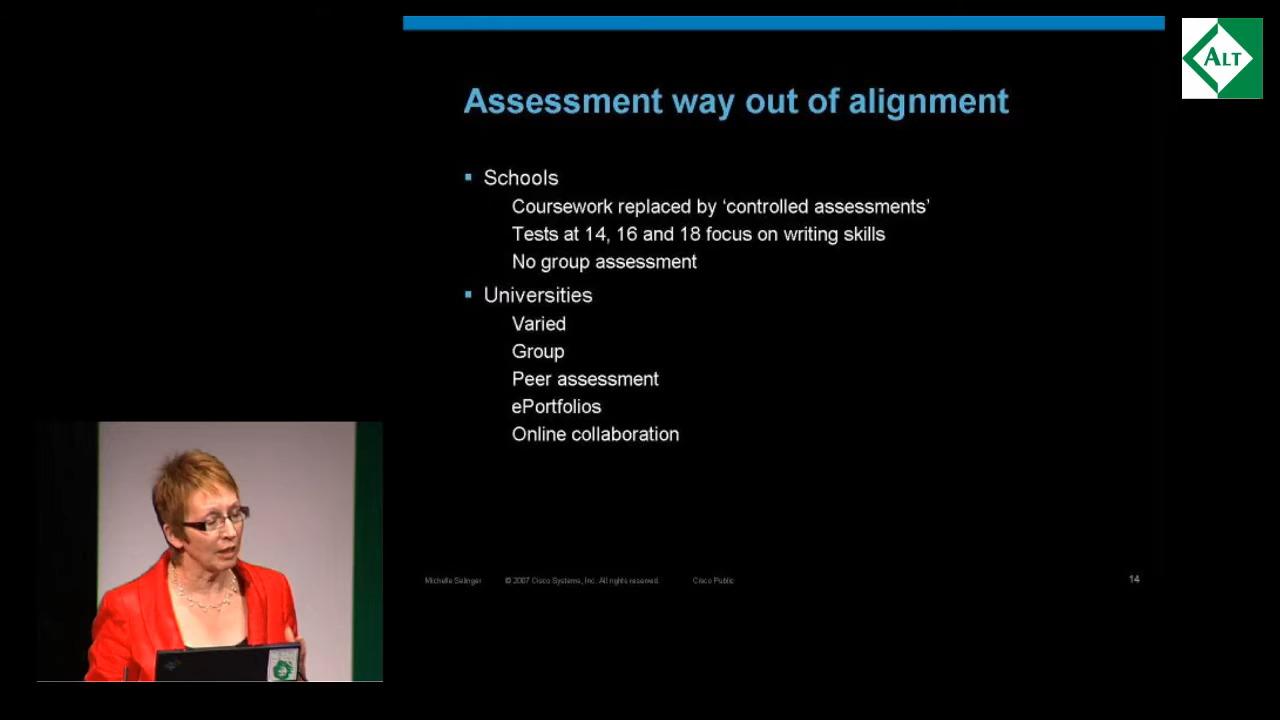 ALT
Assessment way out of alignment
Schools
Coursework replaced by ‘controlled assessments’
Tests at 14, 16 and 18 focus on writing skills
No group assessment
Universities
Varied
Group
Peer assessment
ePortfolios
Online collaboration
Michelle Selinger © 2007 Cisco Systems, Inc. All rights reserved. Cisco Public 14